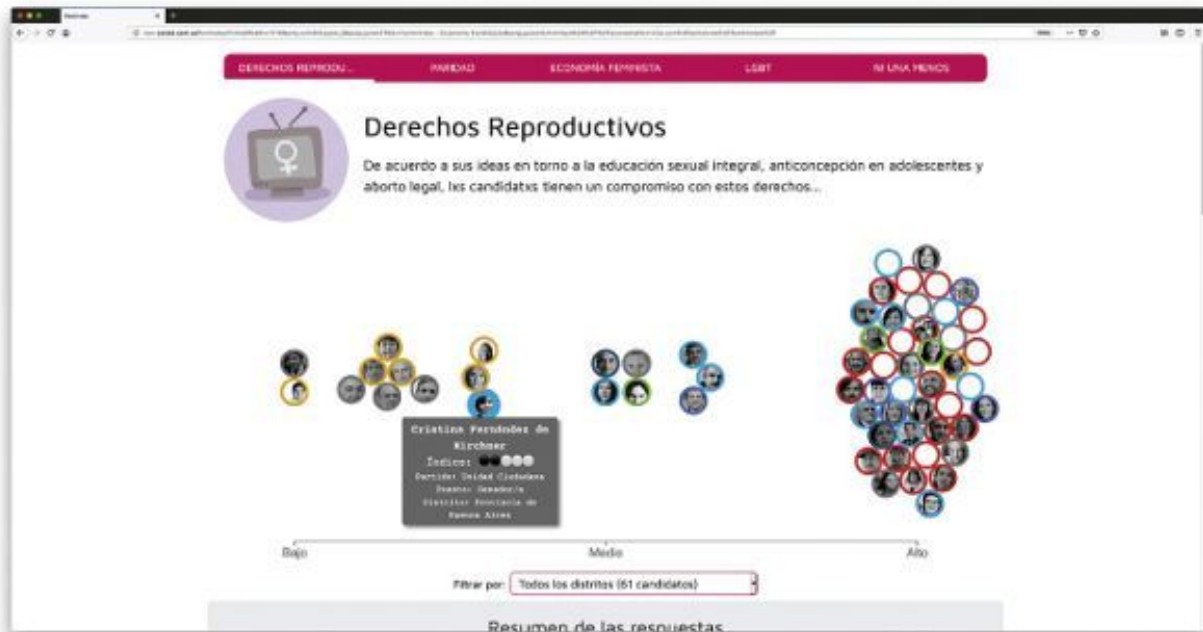 DERECHOS REPRODU...
PARIDAD
ECONOMÍA FEMINISTA
LGBT
NI UNA MENOS
Derechos Reproductivos
De acuerdo a sus ideas en torno a la educación sexual integral, anticoncepción en adolescentes y
aborto legal, lxs candidatxs tienen un compromiso con estos derechos...
Cristina Fernández de
Kirchner
Índice:
Partido: Unidad Ciudadana
Puesto: Senador/a
Distrito: Provincia de
Buenos Aires
Bajo
Medio
Alto
Filtrar por: Todos los distritos (61 candidatos)
Resumen de las respuestas